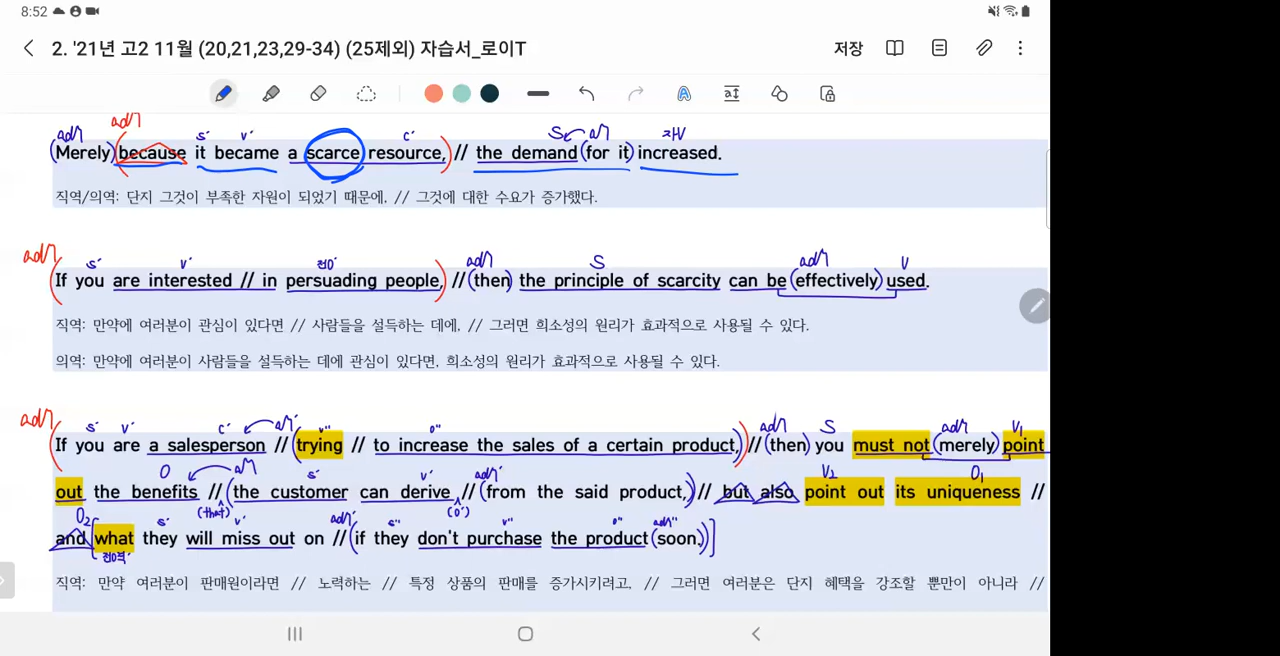 8:52
2. '21년 고2 11월 (20,21,23,29-34) (25제외) 자습서_로이T
저장
(Merely)(because it became a scarce resource,) // the demand (for it) increased.
직역/의역: 단지 그것이 부족한 자원이 되었기 때문에, // 그것에 대한 수요가 증가했다.
(If you are interested // in persuading people,) // (then) the principle of scarcity can be (effectively) used.
직역: 만약에 여러분이 관심이 있다면 // 사람들을 설득하는 데에, // 그러면 희소성의 원리가 효과적으로 사용될 수 있다.
의역: 만약에 여러분이 사람들을 설득하는 데에 관심이 있다면, 희소성의 원리가 효과적으로 사용될 수 있다.
S' V' C' V" O" S V1
(If you are a salesperson // (trying // to increase the sales of a certain product,)) // (then) you must not (merely) point
O S' V' V2 O1
out the benefits // (the customer can derive // (from the said product,) // but also point out its uniqueness //
(that) (O')
O2 S' V' S" V" O"
and [what they will miss out on // (if they don't purchase the product (soon.))]
직역: 만약 여러분이 판매원이라면 // 노력하는 // 특정 상품의 판매를 증가시키려고, // 그러면 여러분은 단지 혜택을 강조할 뿐만이 아니라 //